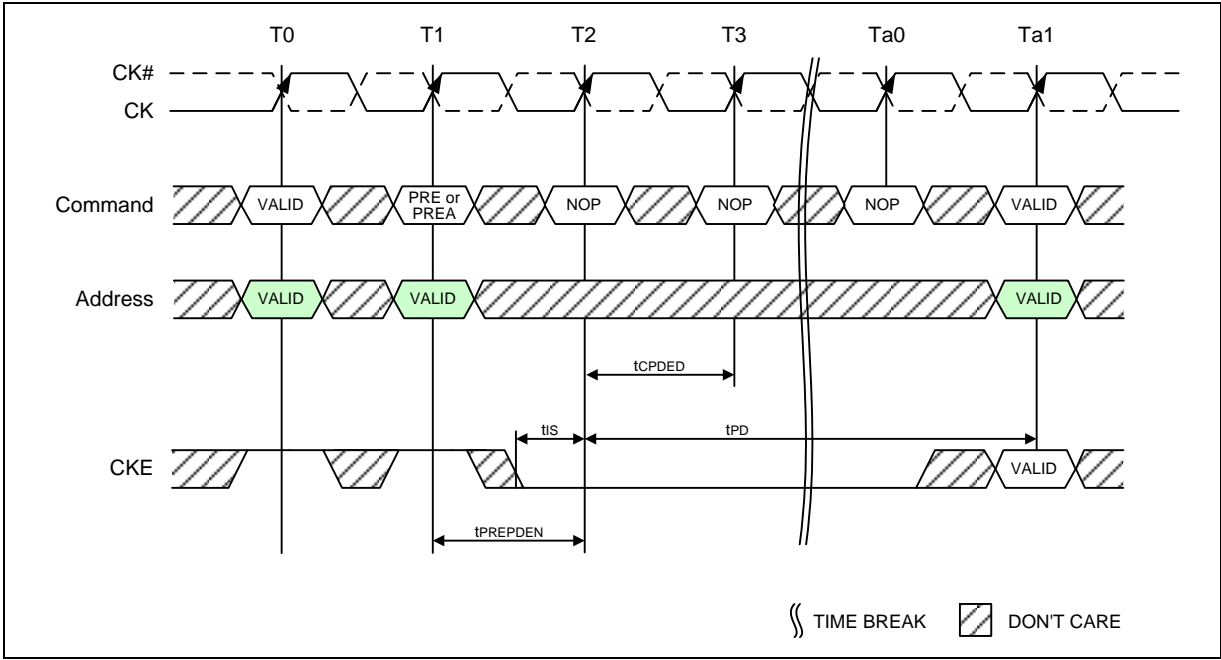 T0 T1 T2 T3 Ta0 Ta1
CK#
CK
Command VALID PRE or PREA NOP NOP NOP VALID
Address VALID VALID VALID
tCPDED
tIS tPD
CKE VALID
tPREPDEN
TIME BREAK DON'T CARE